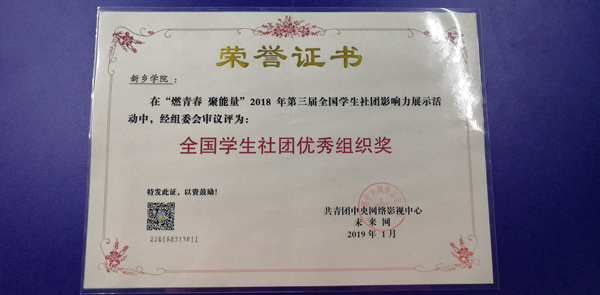 荣誉证书
新乡学院：
在“燃青春 聚能量”2018 年第三届全国学生社团影响力展示活
动中，经组委会审议评为：
全国学生社团优秀组织奖
特发此证，以资鼓励！
共青团中央网络影视中心
未来网
2019 年 1 月